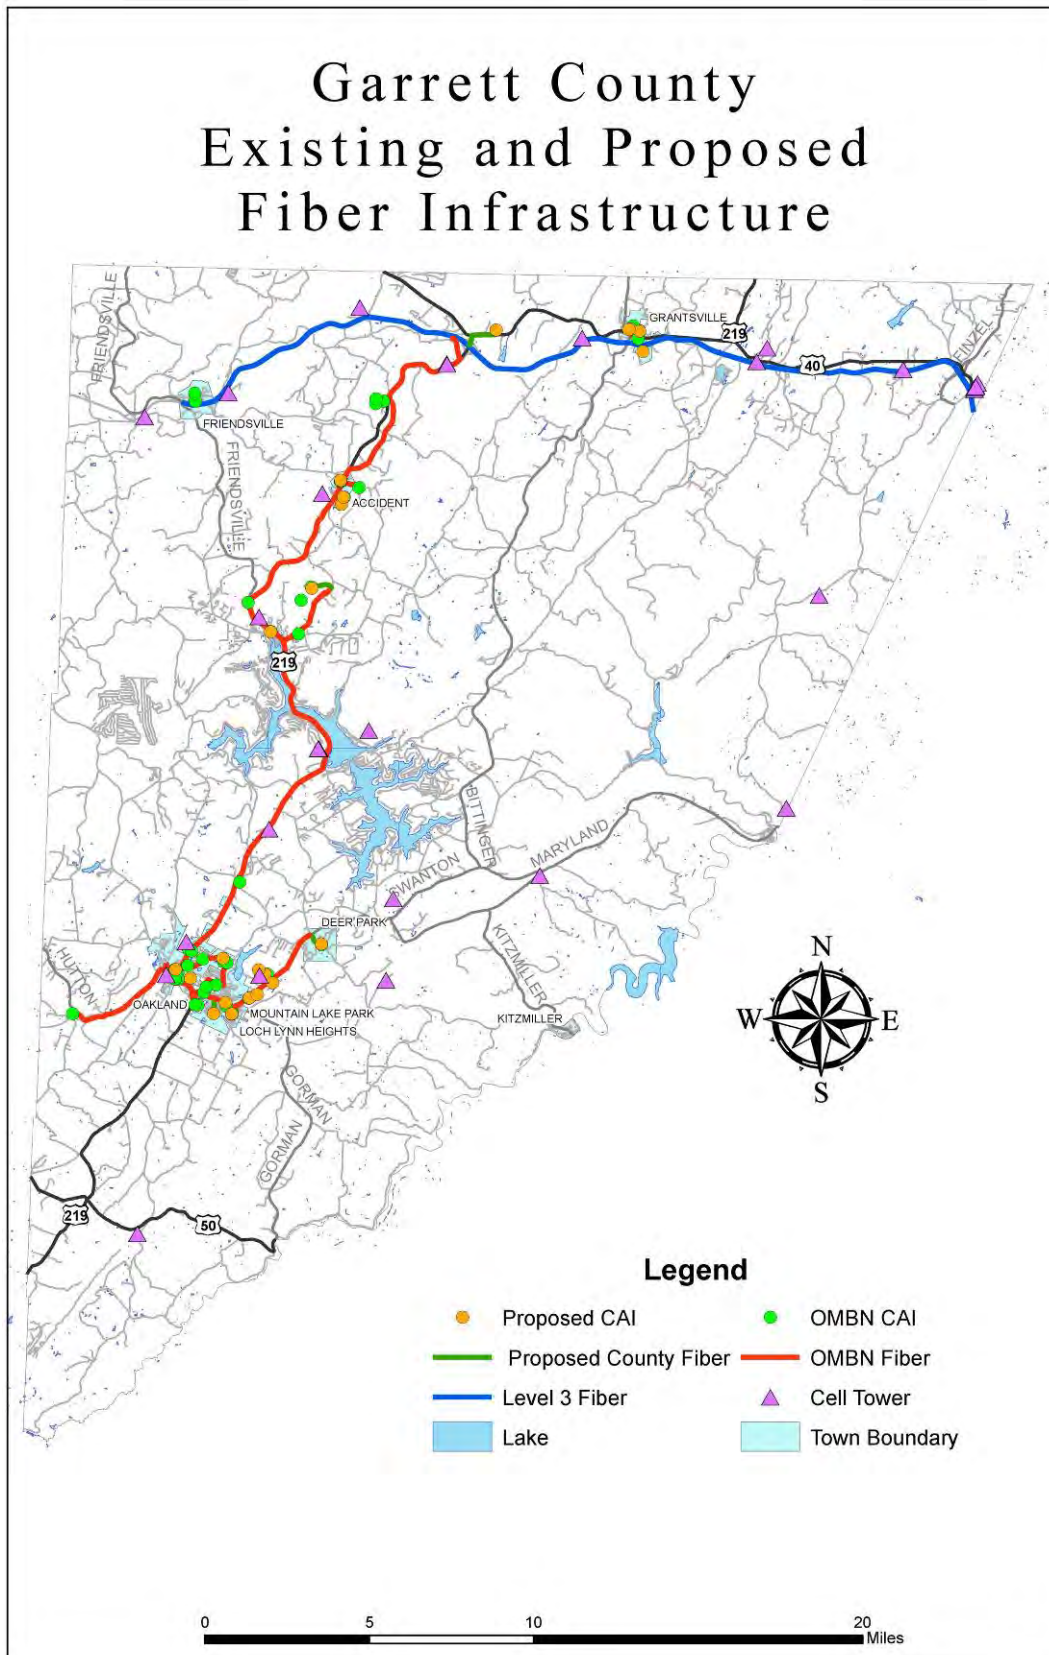 Garrett County
Existing and Proposed
Fiber Infrastructure
FRIENDSVILLE
GRANTSVILLE
219
40
FINZEL
FRIENDSVILLE
FRIENDSVILLE
ACCIDENT
219
BITTINGER
MARYLAND
SWANTON
DEER PARK
HUTTON
KITZMILLER
OAKLAND
MOUNTAIN LAKE PARK
LOCH LYNN HEIGHTS
KITZMILLER
GORMAN
GORMAN
219
50
N
W
E
S
Legend
Proposed CAI
OMBN CAI
Proposed County Fiber
OMBN Fiber
Level 3 Fiber
Cell Tower
Lake
Town Boundary
0 5 10 20
Miles